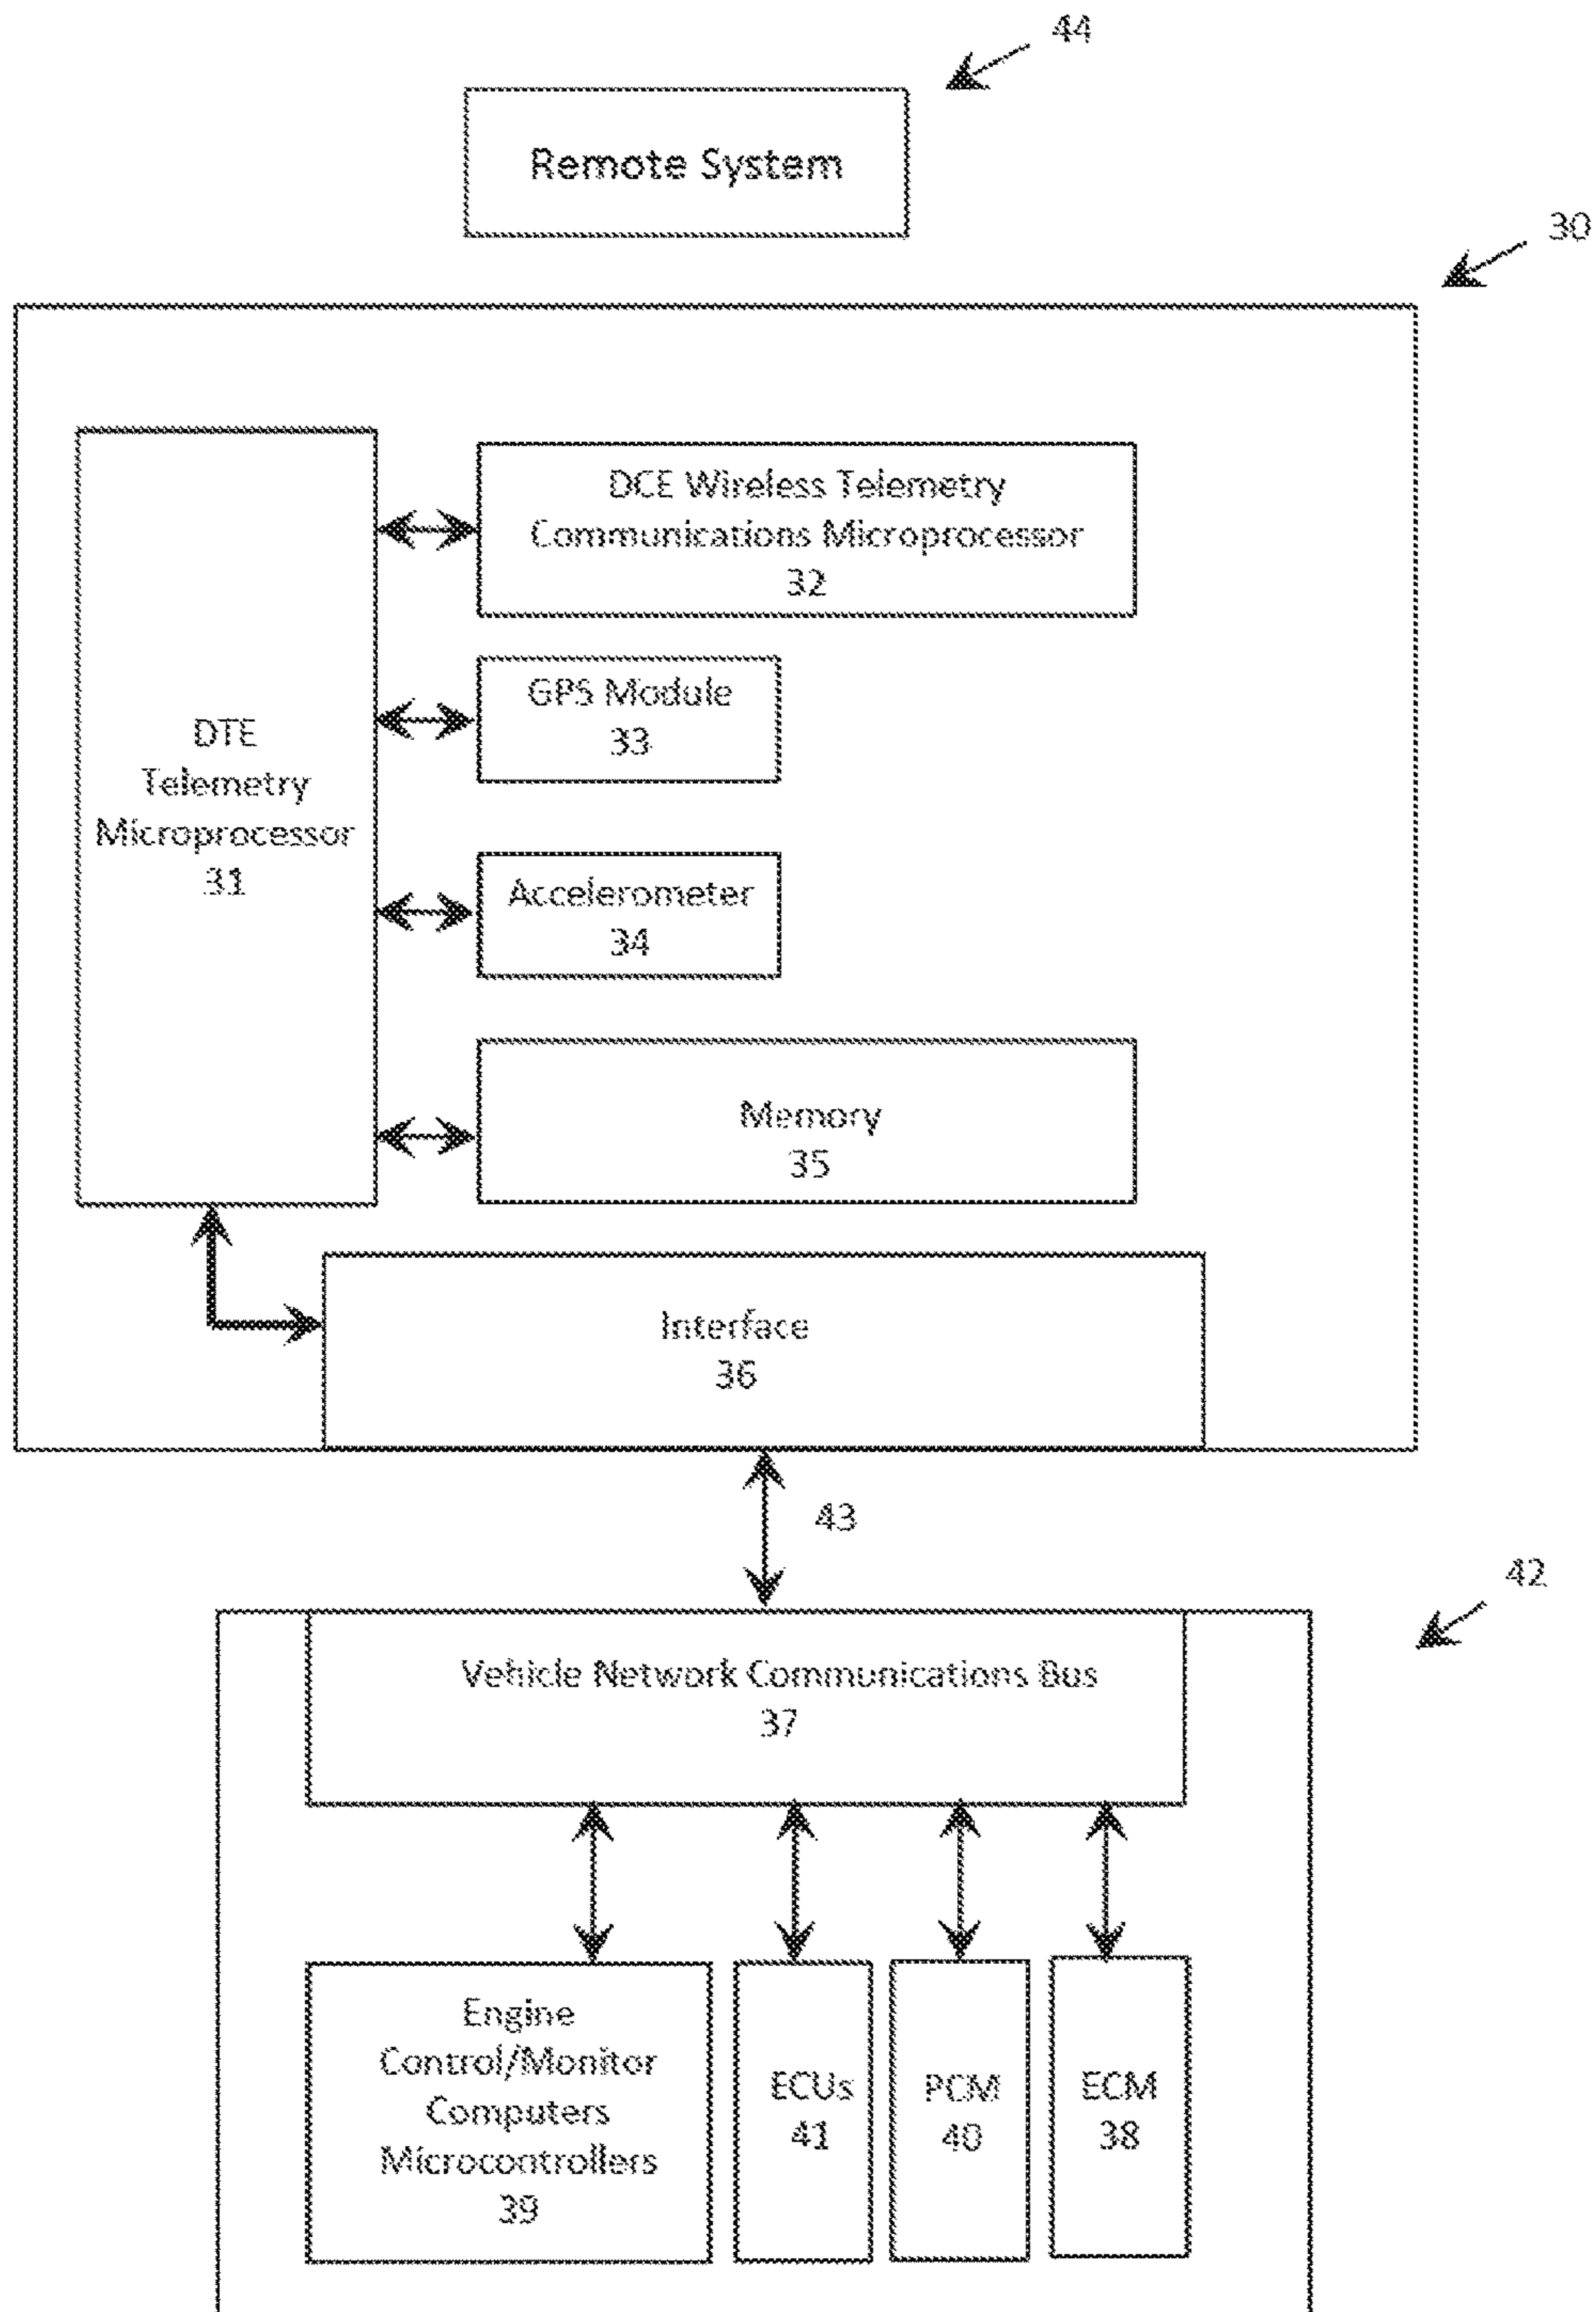 44
Remote System
30
DCE Wireless Telemetry
Communications Microprocessor
32
GPS Module
33
DTE
Telemetry
Microprocessor
31
Accelerometer
34
Memory
35
Interface
36
43
42
Vehicle Network Communications Bus
37
Engine
Control/Monitor
Computers
Microcontrollers
39
ECUs
41
PCM
40
ECM
38